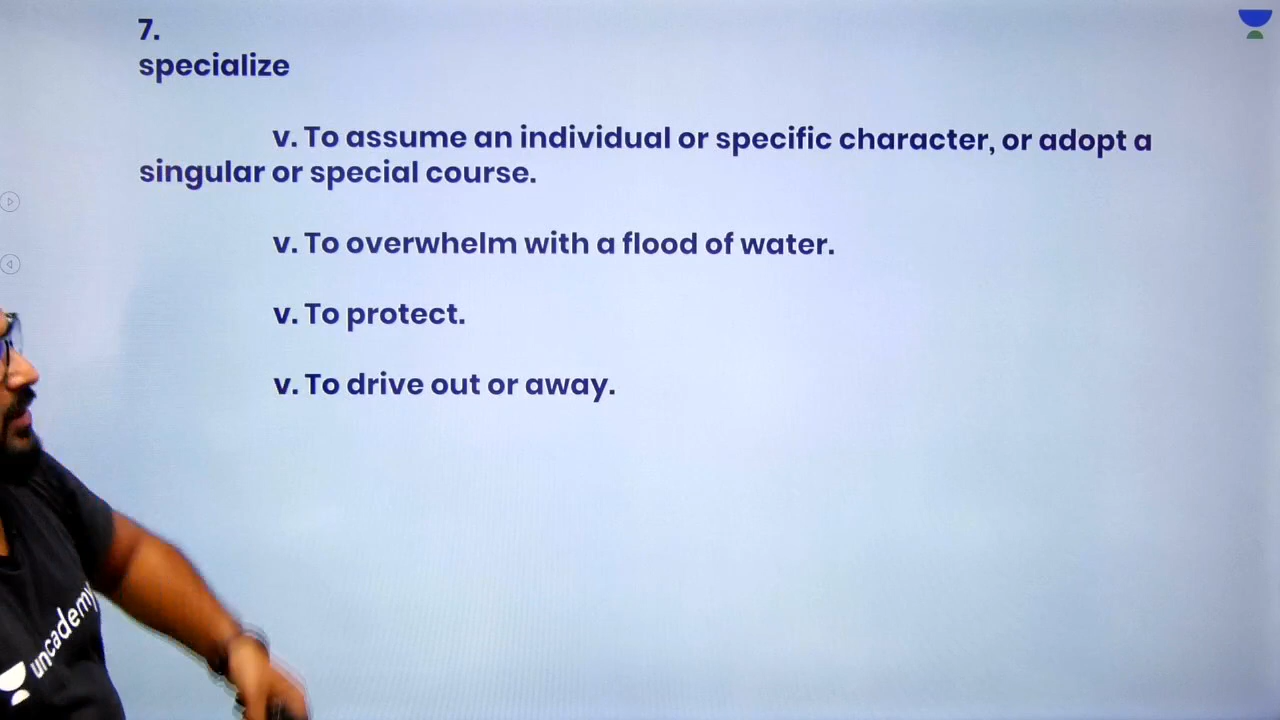 7.
specialize
v. To assume an individual or specific character, or adopt a
singular or special course.
v. To overwhelm with a flood of water.
v. To protect.
v. To drive out or away.
unacademy